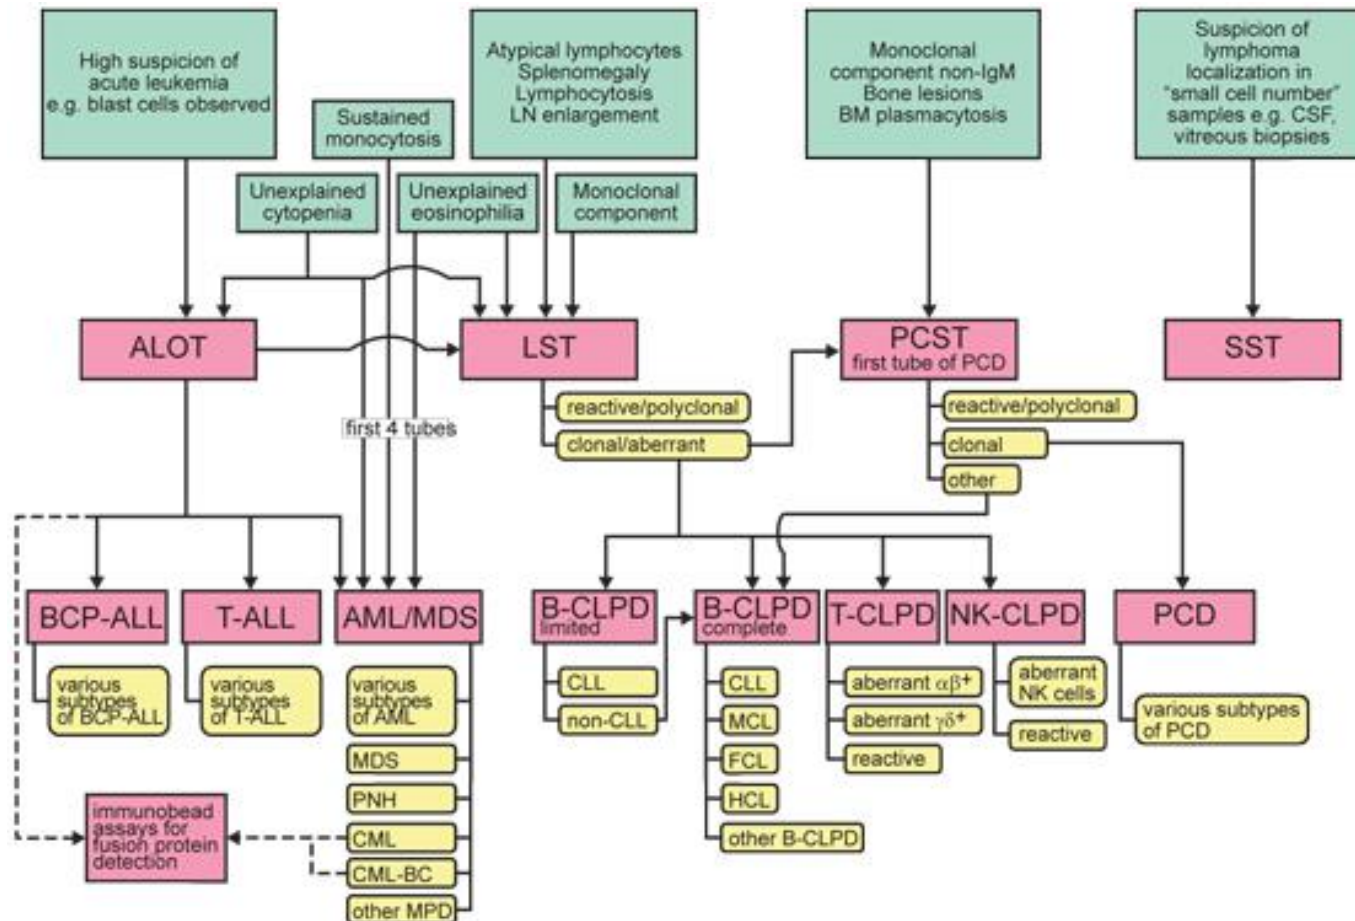 High suspicion of
acute leukemia
e.g. blast cells observed
Sustained
monocytosis
Atypical lymphocytes
Splenomegaly
Lymphocytosis
LN enlargement
Monoclonal
component non-IgM
Bone lesions
BM plasmacytosis
Suspicion of
lymphoma
localization in
"small cell number"
samples e.g. CSF,
vitreous biopsies
Unexplained
cytopenia
Unexplained
eosinophilia
Monoclonal
component
ALOT
LST
PCST
first tube of PCD
SST
reactive/polyclonal
clonal/aberrant
reactive/polyclonal
clonal
other
first 4 tubes
BCP-ALL
T-ALL
AML/MDS
B-CLPD
limited
B-CLPD
complete
T-CLPD
NK-CLPD
PCD
various
subtypes
of BCP-ALL
various
subtypes
of T-ALL
various
subtypes
of AML
MDS
PNH
CML
CML-BC
other MPD
immunobead
assays for
fusion protein
detection
CLL
non-CLL
CLL
MCL
FCL
HCL
other B-CLPD
aberrant αβ+
aberrant γδ+
reactive
aberrant
NK cells
reactive
various subtypes
of PCD